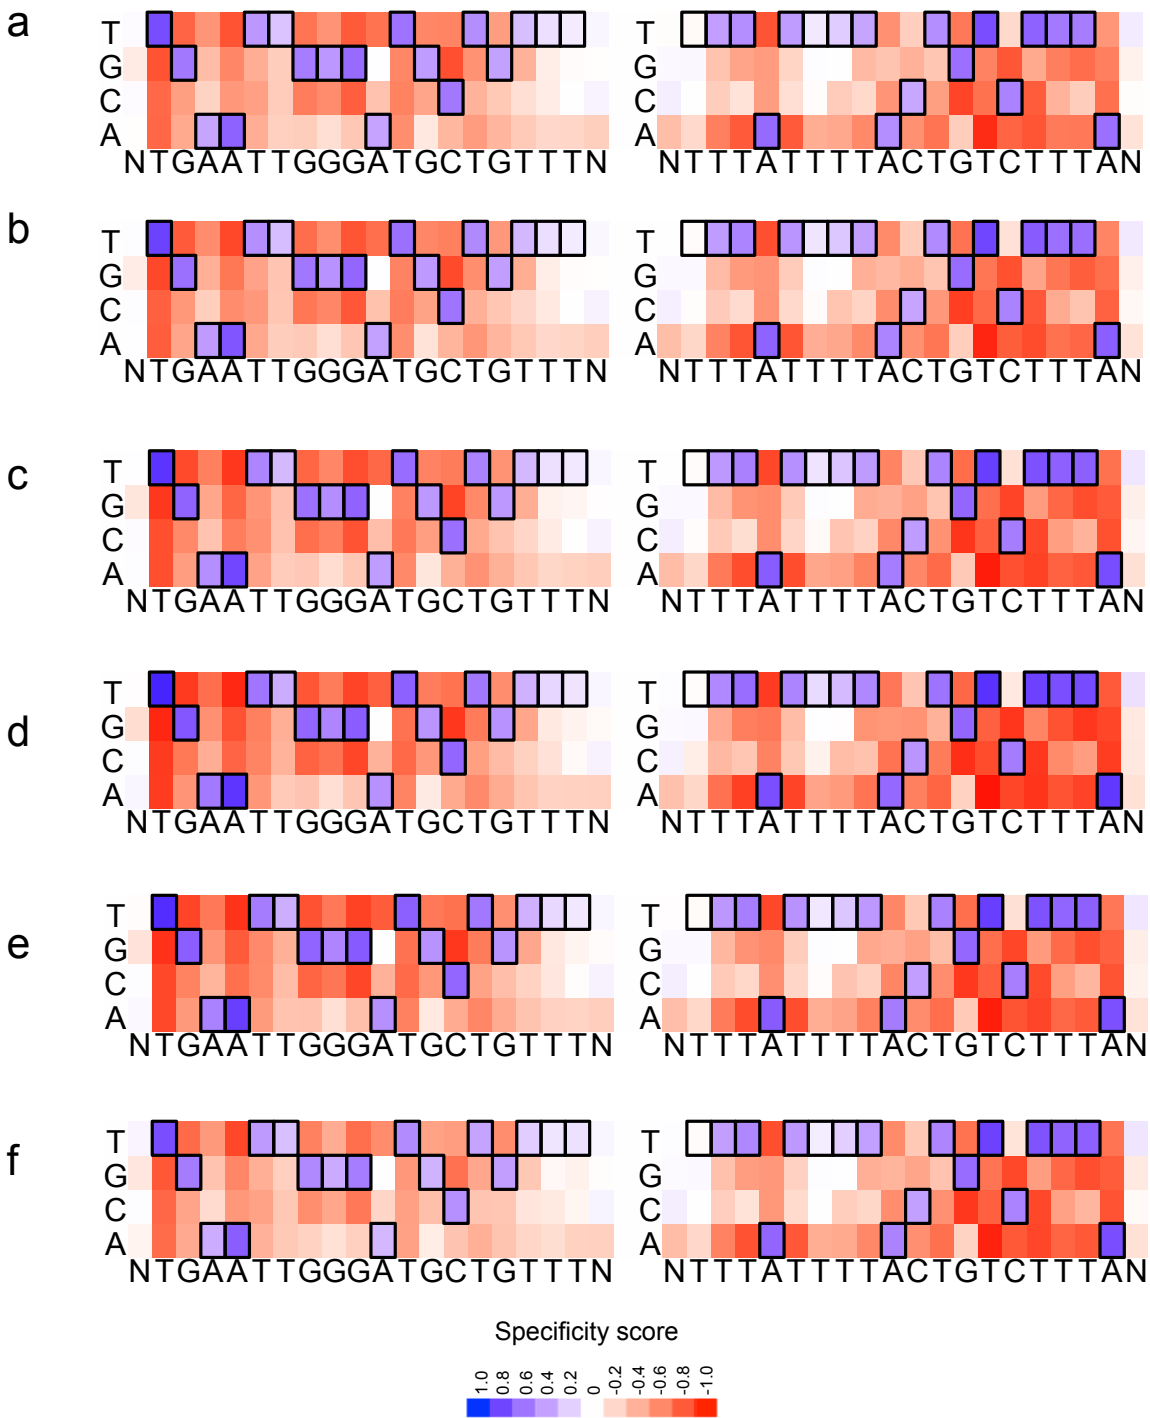 a
T
G
C
A
NTGAATTGGGATGCTGTTTN
T
G
C
A
NTTTATTTTACTGTCTTTAN
b
T
G
C
A
NTGAATTGGGATGCTGTTTN
T
G
C
A
NTTTATTTTACTGTCTTTAN
c
T
G
C
A
NTGAATTGGGATGCTGTTTN
T
G
C
A
NTTTATTTTACTGTCTTTAN
d
T
G
C
A
NTGAATTGGGATGCTGTTTN
T
G
C
A
NTTTATTTTACTGTCTTTAN
e
T
G
C
A
NTGAATTGGGATGCTGTTTN
T
G
C
A
NTTTATTTTACTGTCTTTAN
f
T
G
C
A
NTGAATTGGGATGCTGTTTN
T
G
C
A
NTTTATTTTACTGTCTTTAN
Specificity score
1.0 0.8 0.6 0.4 0.2 0 -0.2 -0.4 -0.6 -0.8 -1.0